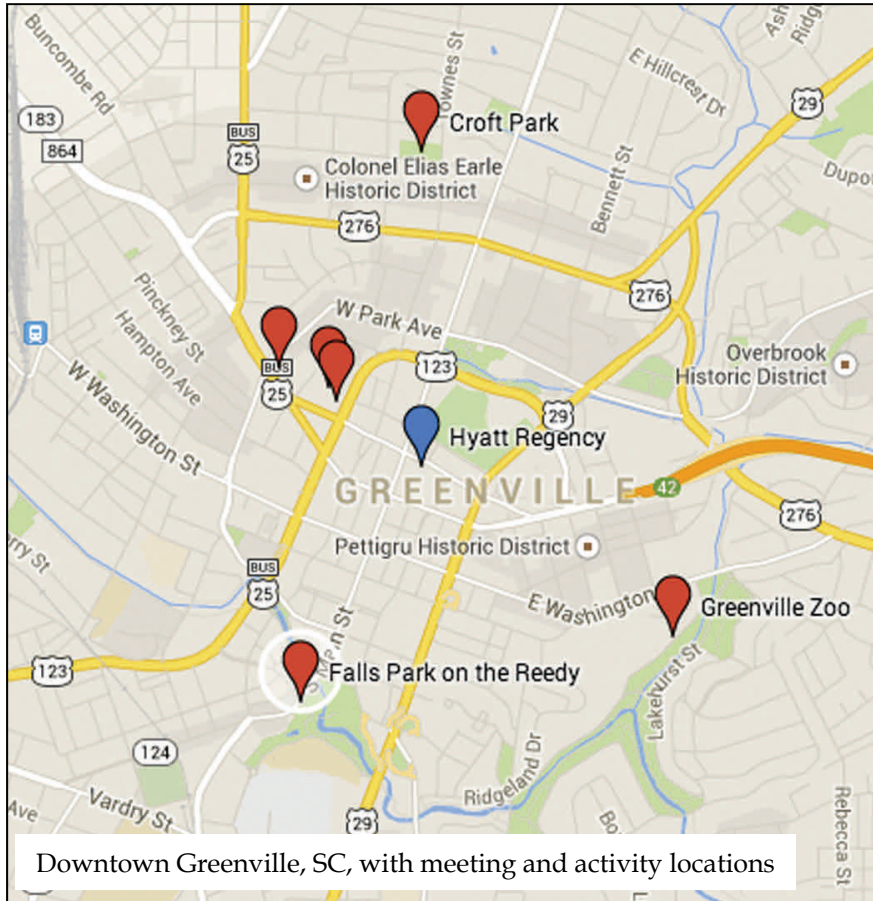 Buncombe Rd
Townes St
Ridge
E Hillcrest Dr
29
183
BUS
25
864
Croft Park
Colonel Elias Earle
Historic District
Bennett St
Dupo
276
276
Pinckney St
Hampton Ave
W Park Ave
BUS
25
123
Overbrook
Historic District
W Washington St
29
Hyatt Regency
GREENVILLE
42
276
Pettigru Historic District
BUS
25
E Washington
Greenville Zoo
Falls Park on the Reedy
123
Lakehurst St
124
Ridgeland Dr
Vardry St
Ave
29
Rebecca St
Downtown Greenville, SC, with meeting and activity locations